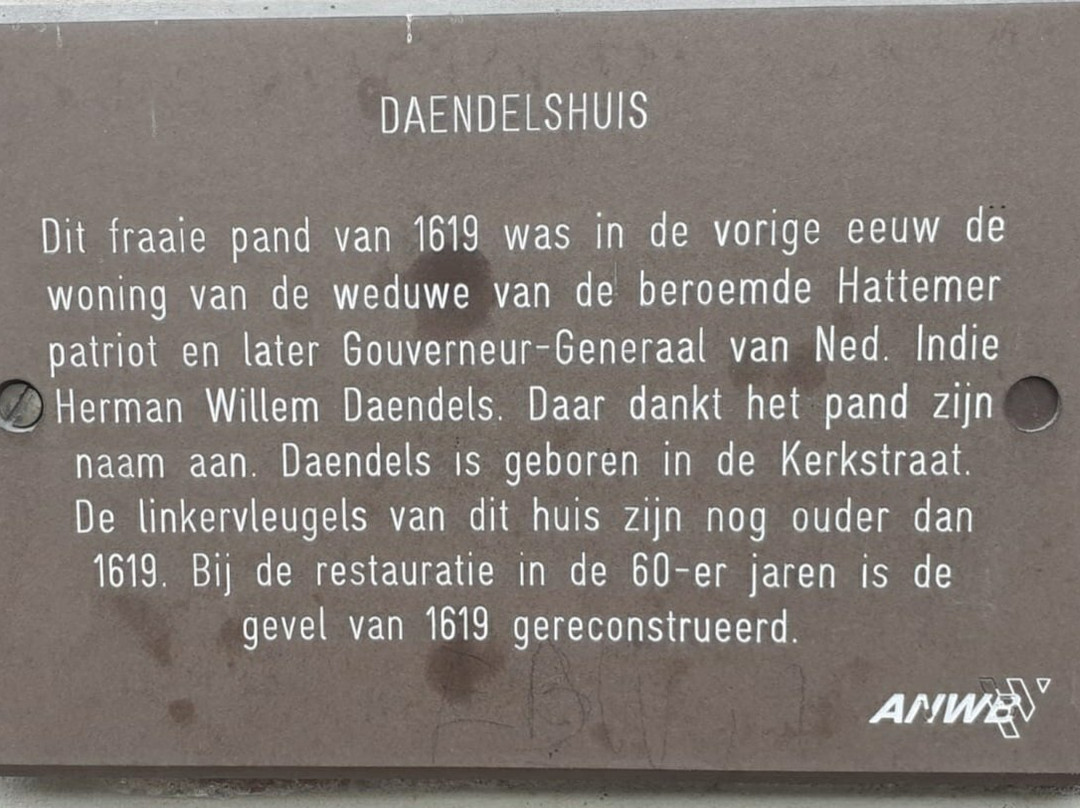 DAENDELSHUIS
Dit fraaie pand van 1619 was in de vorige eeuw de
woning van de weduwe van de beroemde Hattemer
patriot en later Gouverneur-Generaal van Ned. Indie
Herman Willem Daendels. Daar dankt het pand zijn
naam aan. Daendels is geboren in de Kerkstraat.
De linkervleugels van dit huis zijn nog ouder dan
1619. Bij de restauratie in de 60-er jaren is de
gevel van 1619 gereconstrueerd.
ANWB